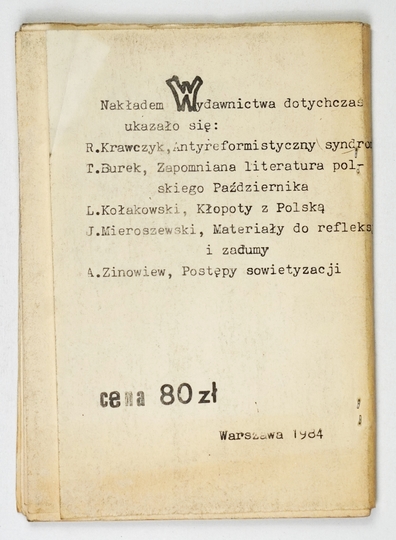 Nakładem Wydawnictwa dotychczas
ukazało się:
R.Krawczyk,Antyreformistyczny syndrom
T.Burek, Zapomniana literatura pol-
skiego Października
L.Kołakowski, Kłopoty z Polską
J.Mieroszewski, Materiały do refleks
i zadumy
A.Zinowiew, Postępy sowietyzacji
cena 80 zł
Warszawa 1984